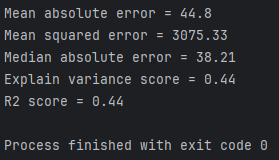 Mean absolute error = 44.8
Mean squared error = 3075.33
Median absolute error = 38.21
Explain variance score = 0.44
R2 score = 0.44
Process finished with exit code 0